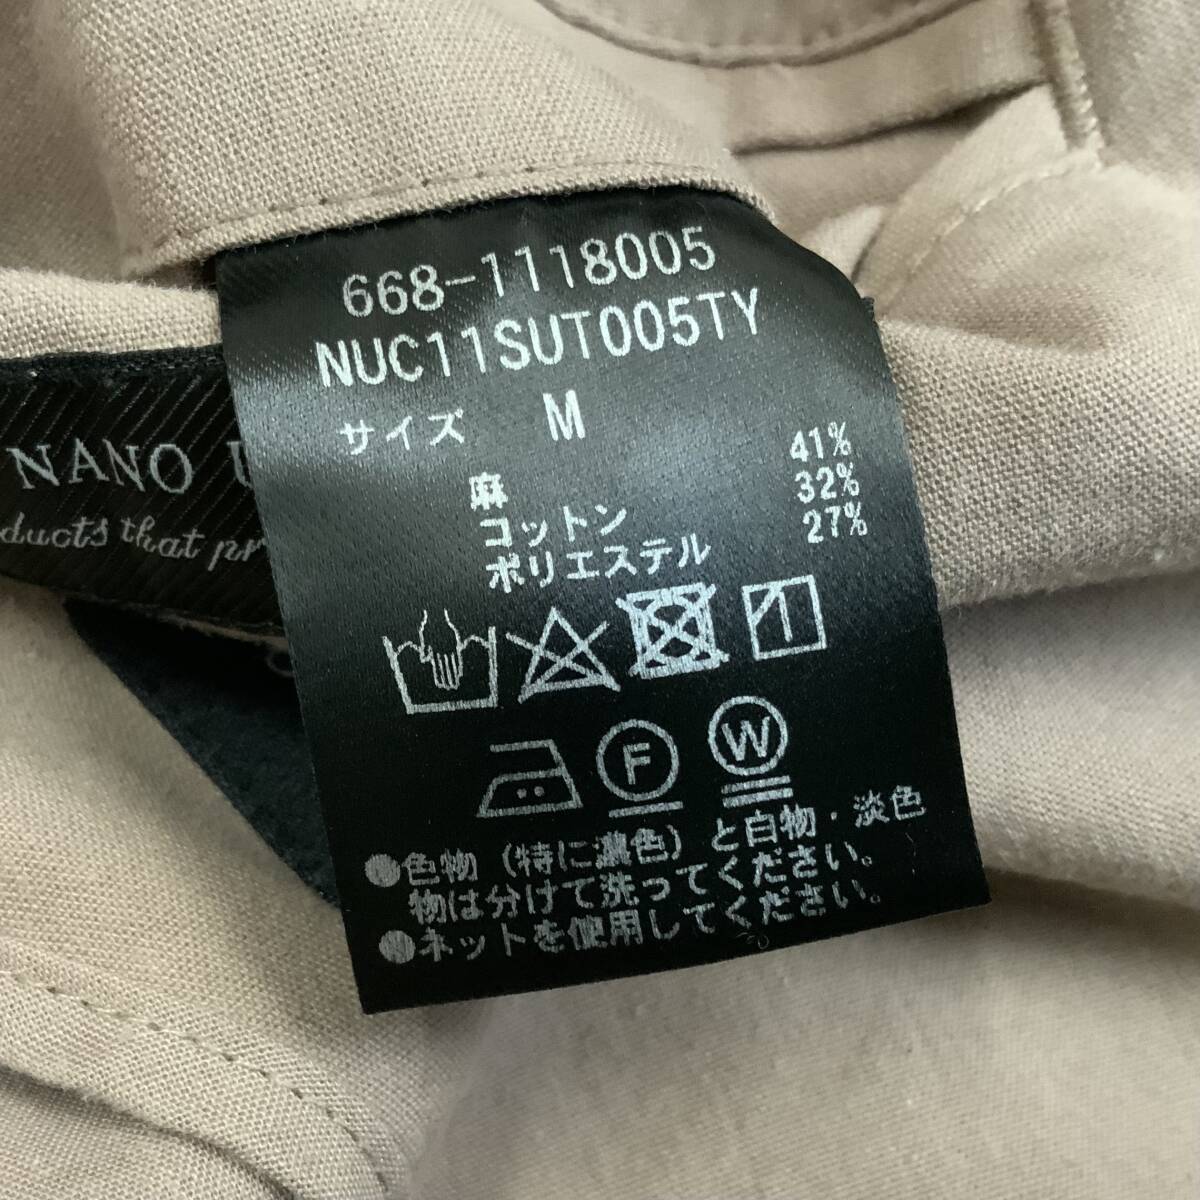 668-1118005
NUC11SUT005TY
サイズ M
麻 41%
コットン 32%
ポリエステル 27%
F W
●色物(特に濃色)と白物・淡色
物は分けて洗ってください。
●ネットを使用してください。
NANO
that